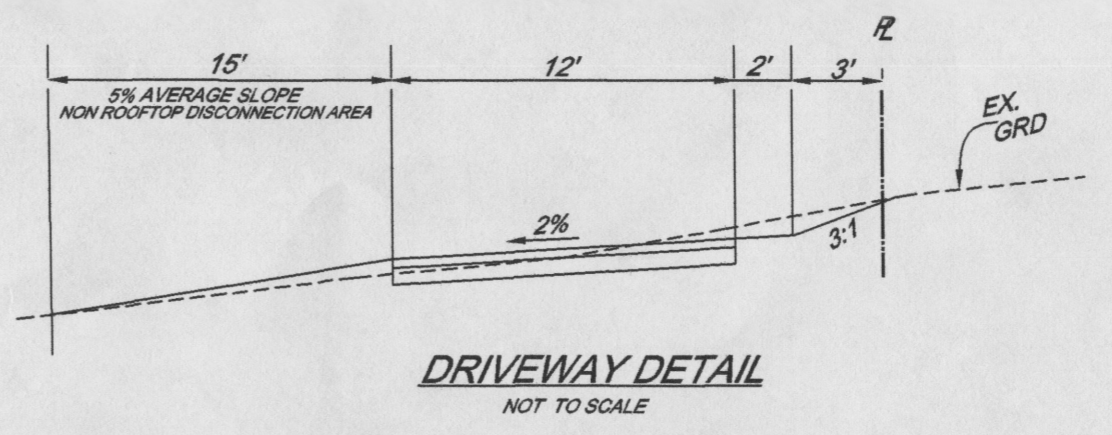 ℄
15' 12' 2' 3'
5% AVERAGE SLOPE
NON ROOFTOP DISCONNECTION AREA
EX.
GRD
2%
3:1
DRIVEWAY DETAIL
NOT TO SCALE